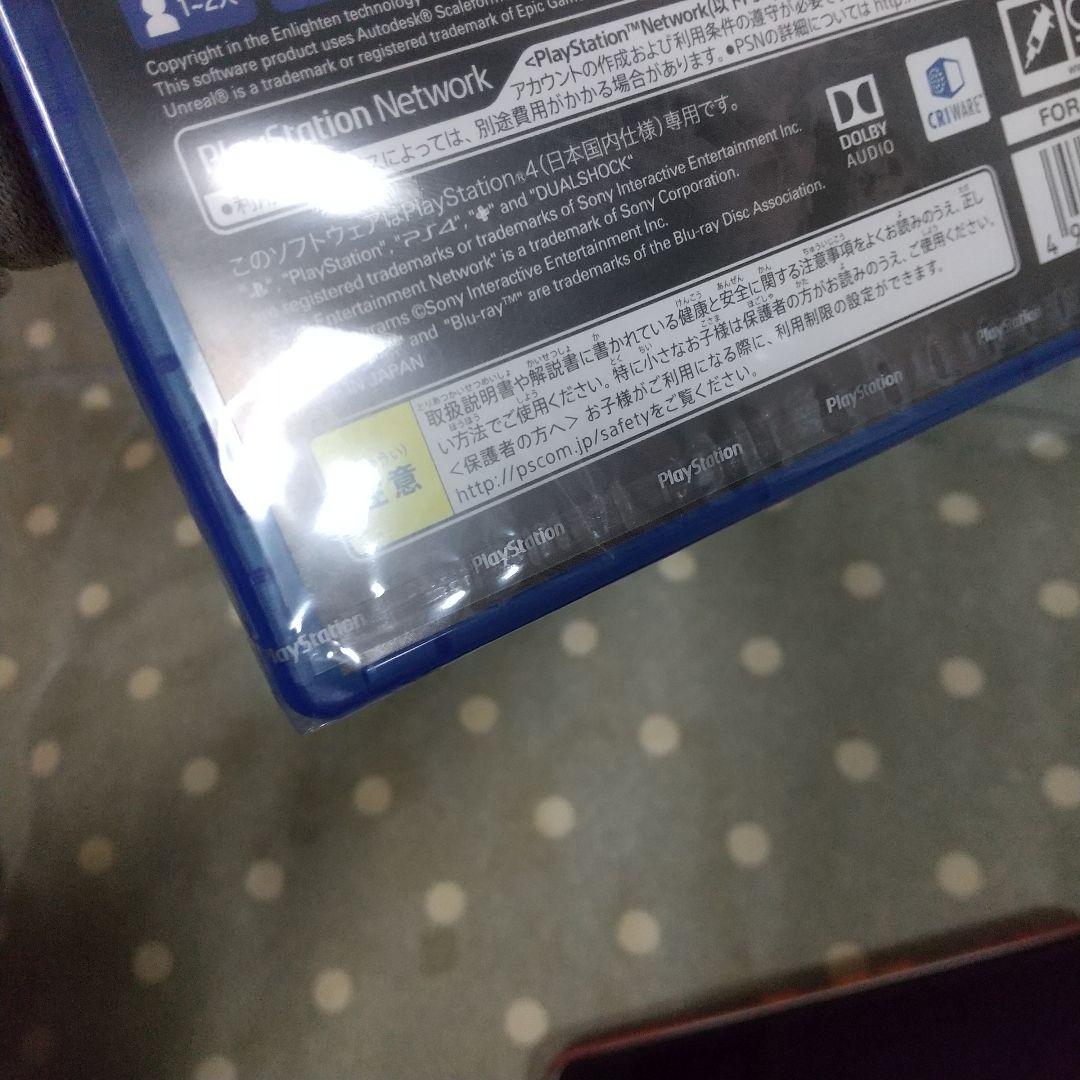 1~2人
Copyright in the Enlighten technology
This software product uses Autodesk® Scaleform
Unreal® is a trademark or registered trademark of Epic Games
PlayStation Network
<PlayStation™Network(以下
アカウントの作成および利用条件の遵守が必要
によっては、別途費用がかかる場合があります。●PSNの詳細については http:
このソフトウェアはPlayStation®4(日本国内仕様)専用です。
"PlayStation", "PS4", and "DUALSHOCK"
registered trademarks or trademarks of Sony Interactive Entertainment Inc.
Entertainment Network" is a trademark of Sony Corporation.
©Sony Interactive Entertainment Inc.
and "Blu-ray™" are trademarks of the Blu-ray Disc Association.
IN JAPAN
DOLBY
AUDIO
CRIWARE
FOR
4 9
注意
取扱説明書や解説書に書かれている健康と安全に関する注意事項をよくお読みのうえ、正し
い方法でご使用ください。特に小さなお子様は保護者の方がお読みのうえ、ご使用ください。
<保護者の方へ> お子様がご利用になる際に、利用制限の設定ができます。
http://pscom.jp/safetyをご覧ください。
PlayStation
PlayStation
PlayStation
PlayStation
PlayStation